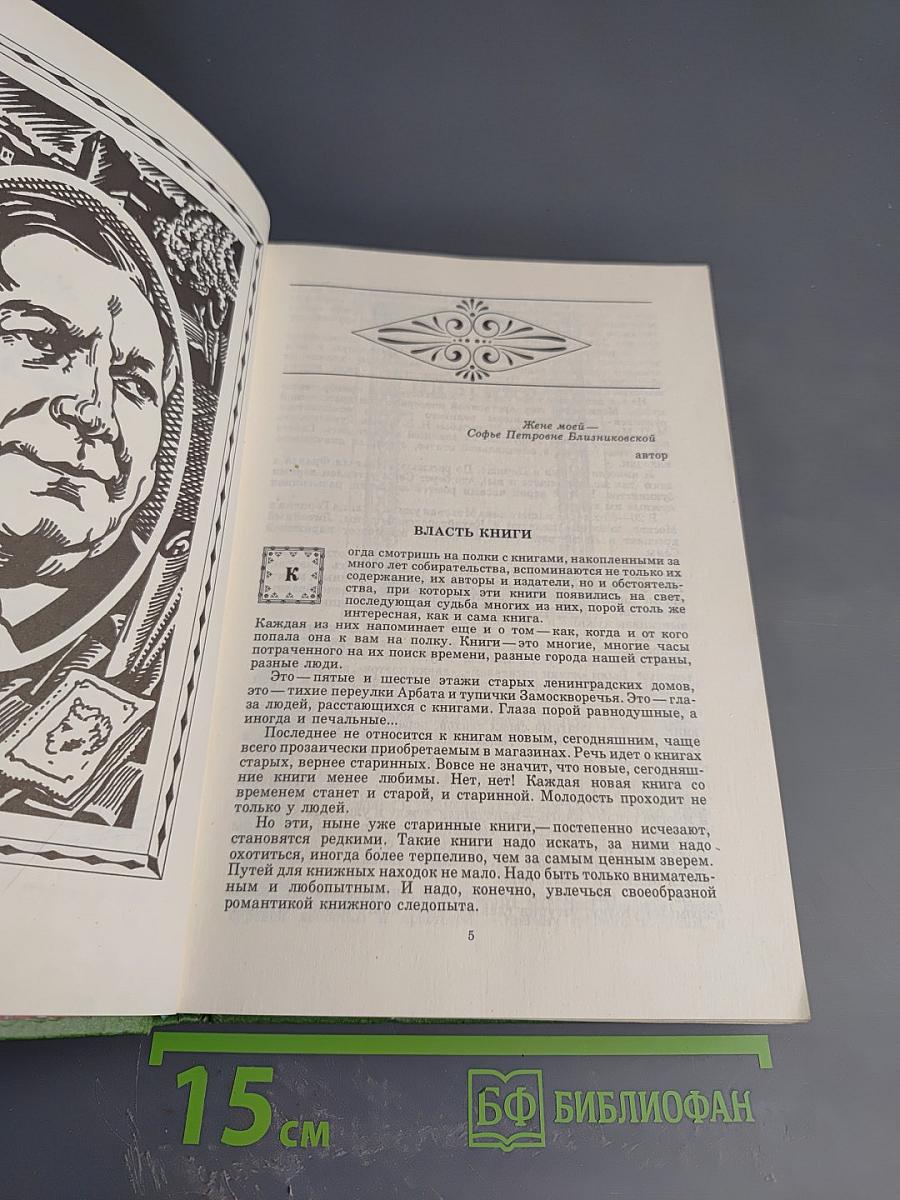 Жене моей—
Софье Петровне Близниковской
автор
ВЛАСТЬ КНИГИ
Когда смотришь на полки с книгами, накопленными за
много лет собирательства, вспоминаются не только их
содержание, их авторы и издатели, но и обстоятель-
ства, при которых эти книги появились на свет,
последующая судьба многих из них, порой столь же
интересная, как и сама книга.
Каждая из них напоминает еще и о том—как, когда и от кого
попала она к вам на полку. Книги—это многие, многие часы
потраченного на их поиск времени, разные города нашей страны,
разные люди.
Это—пятые и шестые этажи старых ленинградских домов,
это—тихие переулки Арбата и тупички Замоскворечья. Это—гла-
за людей, расстающихся с книгами. Глаза порой равнодушные, а
иногда и печальные...
Последнее не относится к книгам новым, сегодняшним, чаще
всего прозаически приобретаемым в магазинах. Речь идет о книгах
старых, вернее старинных. Вовсе не значит, что новые, сегодняш-
ние книги менее любимы. Нет, нет! Каждая новая книга со
временем станет и старой, и старинной. Молодость проходит не
только у людей.
Но эти, ныне уже старинные книги,—постепенно исчезают,
становятся редкими. Такие книги надо искать, за ними надо
охотиться, иногда более терпеливо, чем за самым ценным зверем.
Путей для книжных находок не мало. Надо быть только вниматель-
ным и любопытным. И надо, конечно, увлечься своеобразной
романтикой книжного следопыта.
5
15 см
БФ БИБЛИОФАН